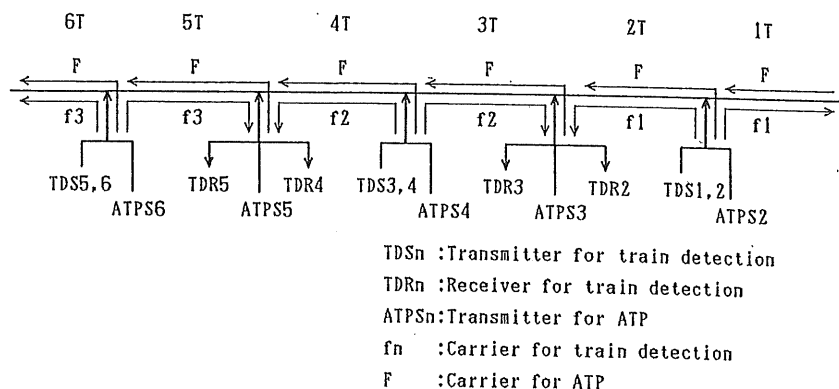 6T 5T 4T 3T 2T 1T
F F F F F F
f3 f3 f2 f2 f1 f1
TDS5,6 TDR5 TDR4 TDS3,4 TDR3 TDR2 TDS1,2
ATPS6 ATPS5 ATPS4 ATPS3 ATPS2
TDSn :Transmitter for train detection
TDRn :Receiver for train detection
ATPSn:Transmitter for ATP
fn :Carrier for train detection
F :Carrier for ATP